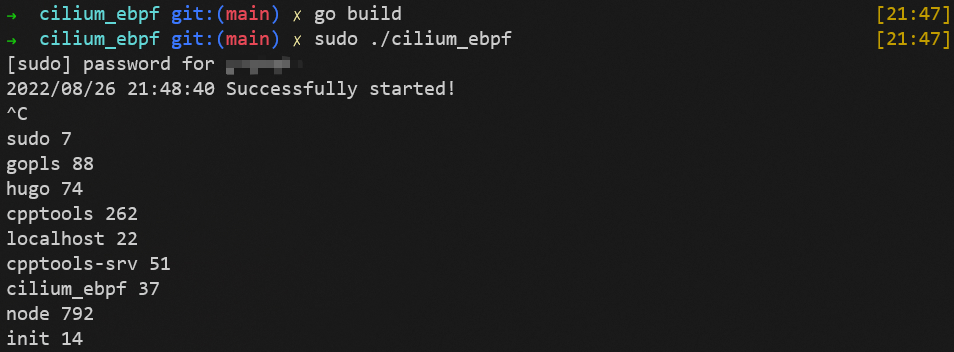 → cilium_ebpf git:(main) ✗ go build [21:47]
→ cilium_ebpf git:(main) ✗ sudo ./cilium_ebpf [21:47]
[sudo] password for
2022/08/26 21:48:40 Successfully started!
^C
sudo 7
gopls 88
hugo 74
cpptools 262
localhost 22
cpptools-srv 51
cilium_ebpf 37
node 792
init 14